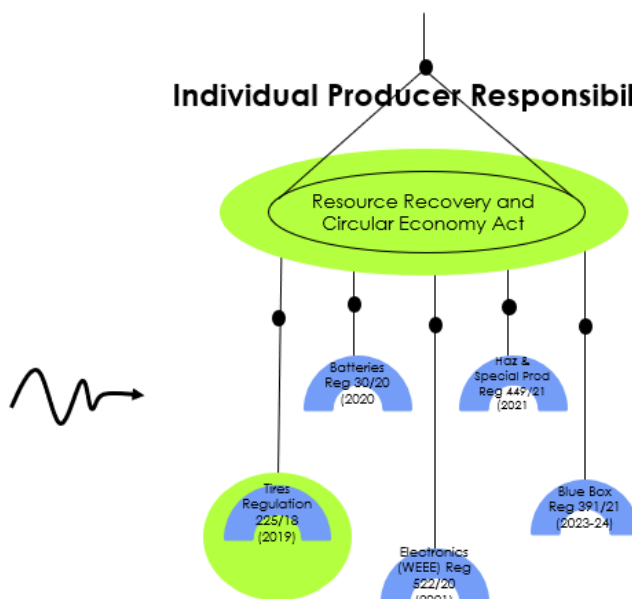 Individual Producer Responsibil
Resource Recovery and
Circular Economy Act
Batteries
Reg 30/20
(2020
Haz &
Special Prod
Reg 449/21
(2021
Tires
Regulation
225/18
(2019)
Electronics
(WEEE) Reg
522/20
Blue Box
Reg 391/21
(2023-24)